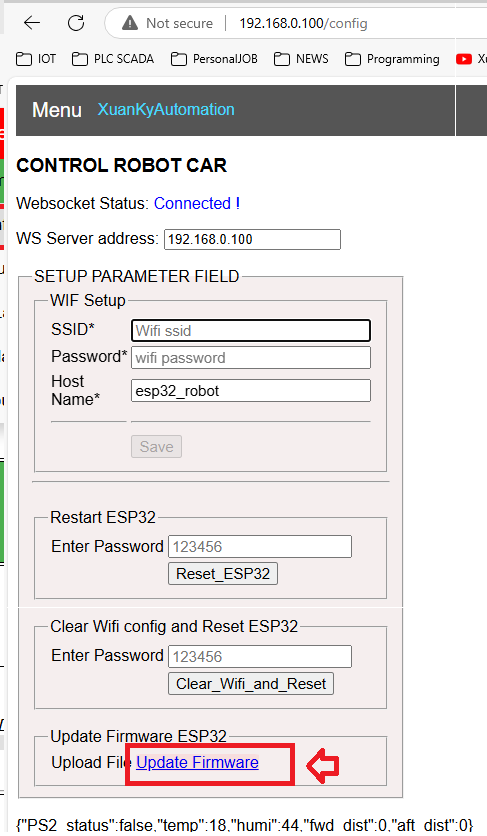 Not secure 192.168.0.100/config
IOT PLC SCADA PersonalJOB NEWS Programming
Menu XuanKyAutomation
CONTROL ROBOT CAR
Websocket Status: Connected !
WS Server address: 192.168.0.100
SETUP PARAMETER FIELD
WIF Setup
SSID* Wifi ssid
Password* wifi password
Host
Name* esp32_robot
Save
Restart ESP32
Enter Password 123456
Reset_ESP32
Clear Wifi config and Reset ESP32
Enter Password 123456
Clear_Wifi_and_Reset
Update Firmware ESP32
Upload File Update Firmware
{"PS2_status":false,"temp":18,"humi":44,"fwd_dist":0,"aft_dist":0}